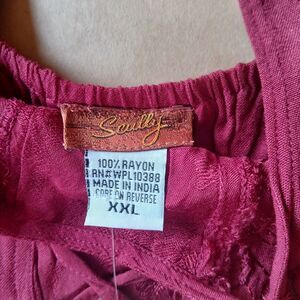 Scully
100% RAYON
RN#WPL10388
MADE IN INDIA
CARE ON REVERSE
XXL